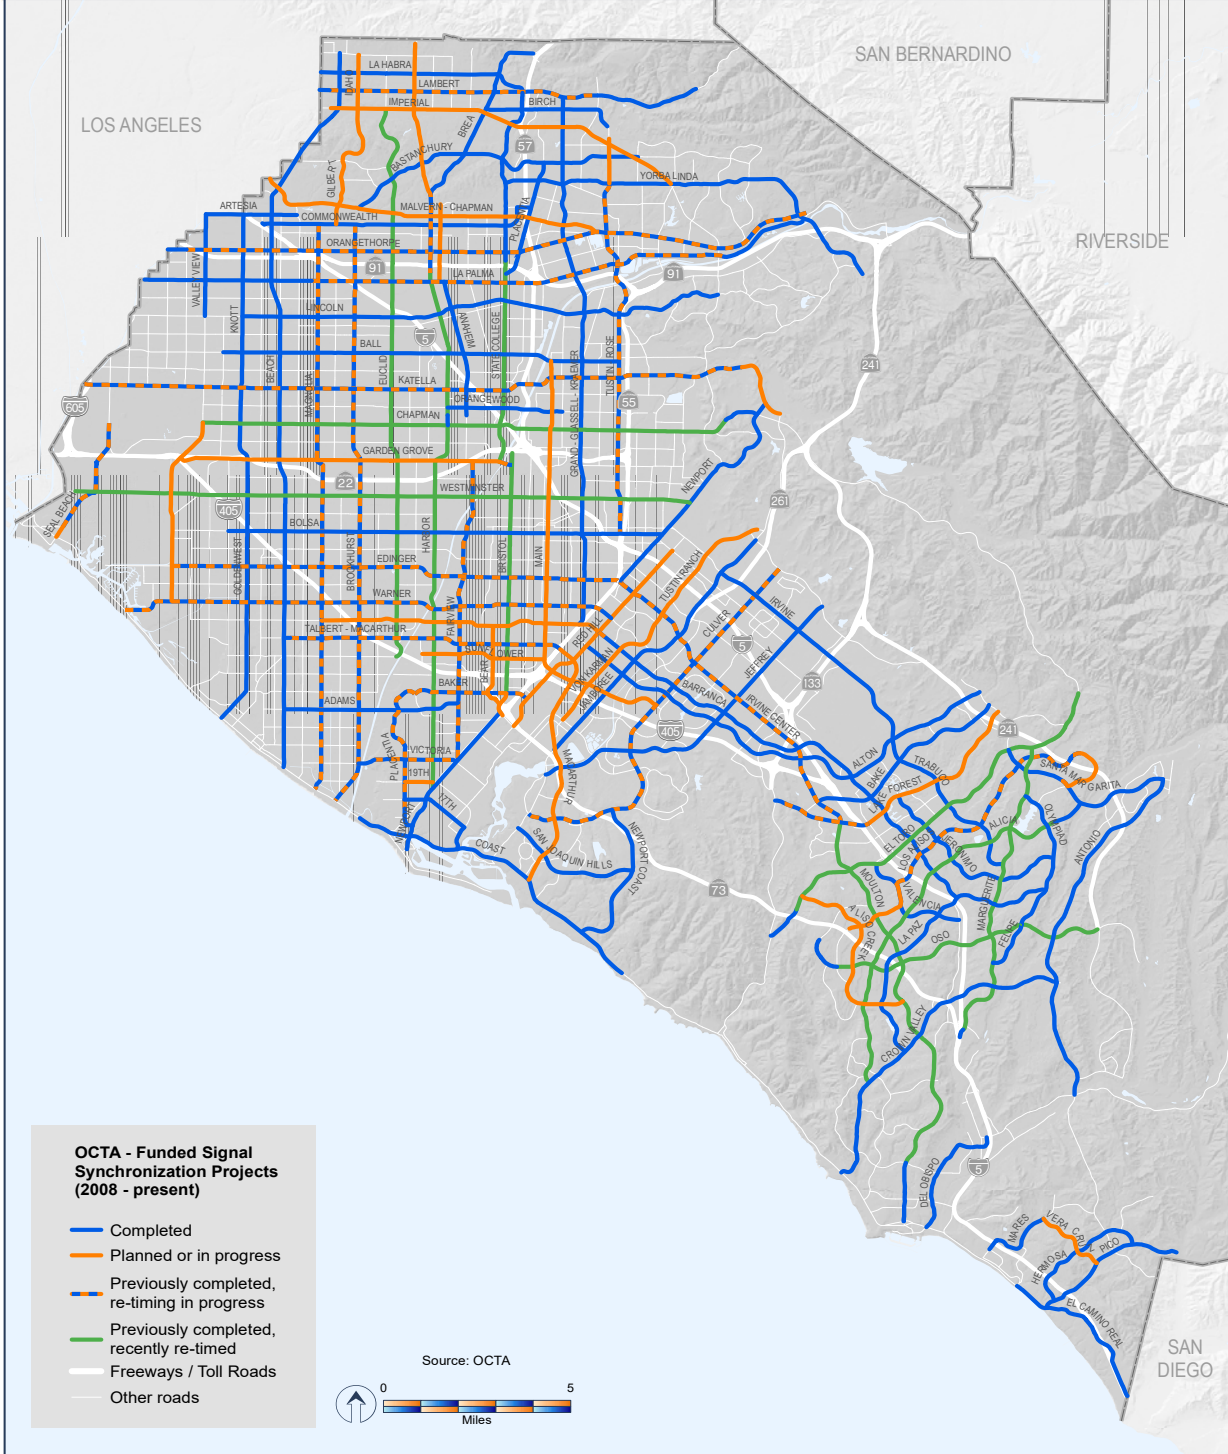 SAN BERNARDINO
LA HABRA
IDAHO
LAMBERT
IMPERIAL
BIRCH
LOS ANGELES
BREA
57
BASTANCHURY
GILBERT
YORBA LINDA
ARTESIA
MALVERN - CHAPMAN
COMMONWEALTH
PLACENTIA
RIVERSIDE
ORANGETHORPE
91
LA PALMA
91
VALLEY VIEW
LINCOLN
KNOTT
ANAHEIM
STATE COLLEGE
5
BALL
TUSTIN - ROSE
GRAND - GLASSELL - KRAEMER
BEACH
EUCLID
241
KATELLA
MAGNOLIA
ORANGEWOOD
605
55
CHAPMAN
GARDEN GROVE
22
WESTMINSTER
NEWPORT
261
SEAL BEACH
405
BOLSA
HARBOR
BRISTOL
MAIN
EDINGER
GOLDENWEST
BROOKHURST
TUSTIN RANCH
WARNER
IRVINE
FAIRVIEW
CULVER
TALBERT - MACARTHUR
RED HILL
5
SUNFLOWER
JEFFREY
BEAR
VON KARMAN
133
BAKER
JAMBOREE
BARRANCA
ADAMS
IRVINE CENTER
405
241
VICTORIA
PLACENTIA
ALTON
TRABUCO
SANTA MARGARITA
19TH
MACARTHUR
BAKE
LAKE FOREST
17TH
NEWPORT
OLYMPIAD
ALICIA
EL TORO
ANTONIO
COAST
SAN JOAQUIN HILLS
NEWPORT COAST
LOS ALISO
JERONIMO
MOULTON
73
VALENCIA
MARGUERITE
ALISO CREEK
LA PAZ
OSO
FELIPE
CROWN VALLEY
DEL OBISPO
5
MARES
VERA CRUZ
PICO
HERMOSA
EL CAMINO REAL
SAN
DIEGO
OCTA - Funded Signal
Synchronization Projects
(2008 - present)
Completed
Planned or in progress
Previously completed,
re-timing in progress
Previously completed,
recently re-timed
Freeways / Toll Roads
Other roads
Source: OCTA
0
5
Miles